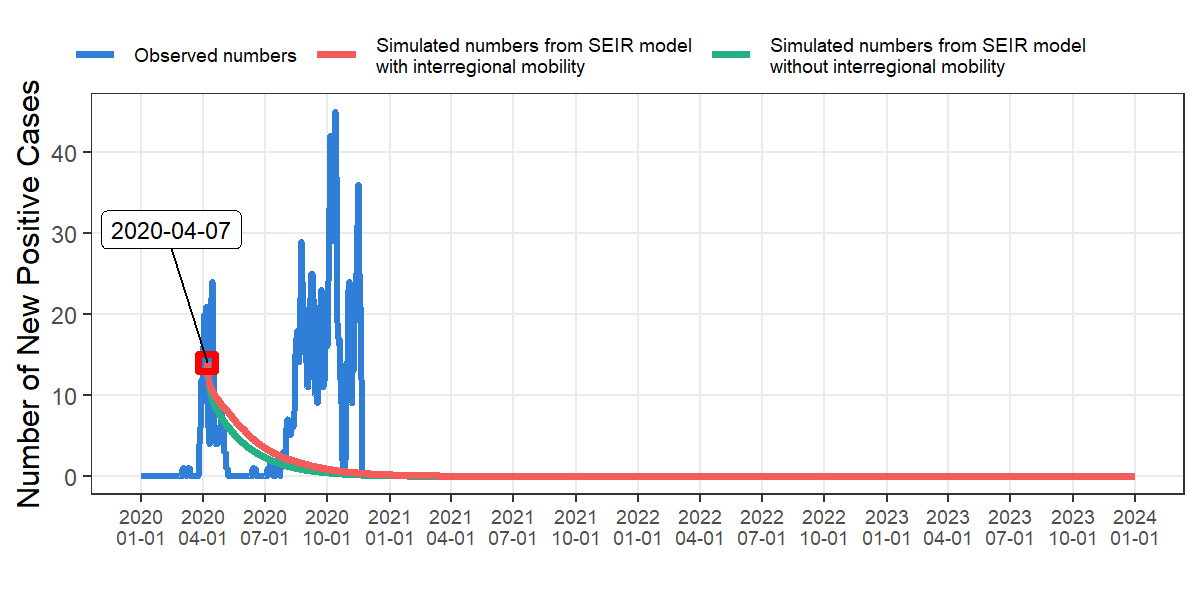 Observed numbers
Simulated numbers from SEIR model
with interregional mobility
Simulated numbers from SEIR model
without interregional mobility
Number of New Positive Cases
40
30
20
10
0
2020-04-07
2020 2020 2020 2020 2021 2021 2021 2021 2022 2022 2022 2022 2023 2023 2023 2023 2024
01-01 04-01 07-01 10-01 01-01 04-01 07-01 10-01 01-01 04-01 07-01 10-01 01-01 04-01 07-01 10-01 01-01